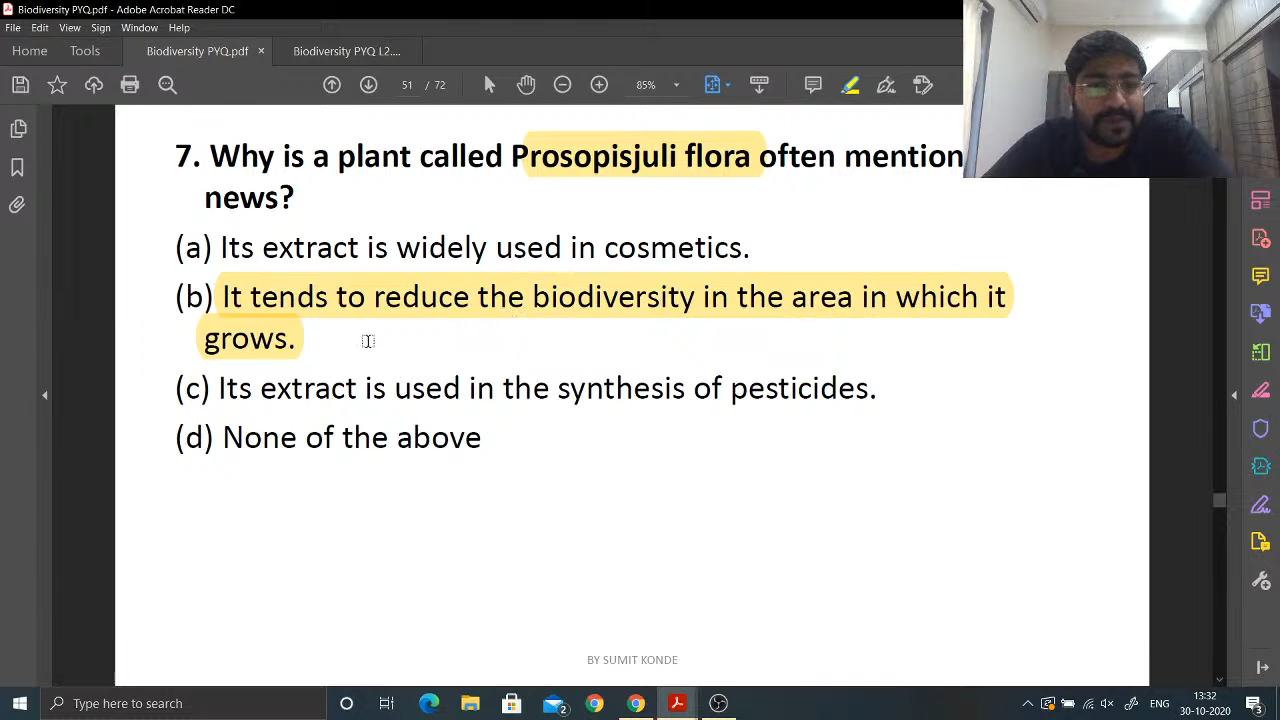 Biodiversity PYQ.pdf - Adobe Acrobat Reader DC
File Edit View Sign Window Help
Home Tools Biodiversity PYQ.pdf × Biodiversity PYQ L2....
51 / 72 85%
7. Why is a plant called Prosopisjuli flora often mention
news?
(a) Its extract is widely used in cosmetics.
(b) It tends to reduce the biodiversity in the area in which it
grows.
(c) Its extract is used in the synthesis of pesticides.
(d) None of the above
BY SUMIT KONDE
Type here to search 2 ENG 13:32
30-10-2020